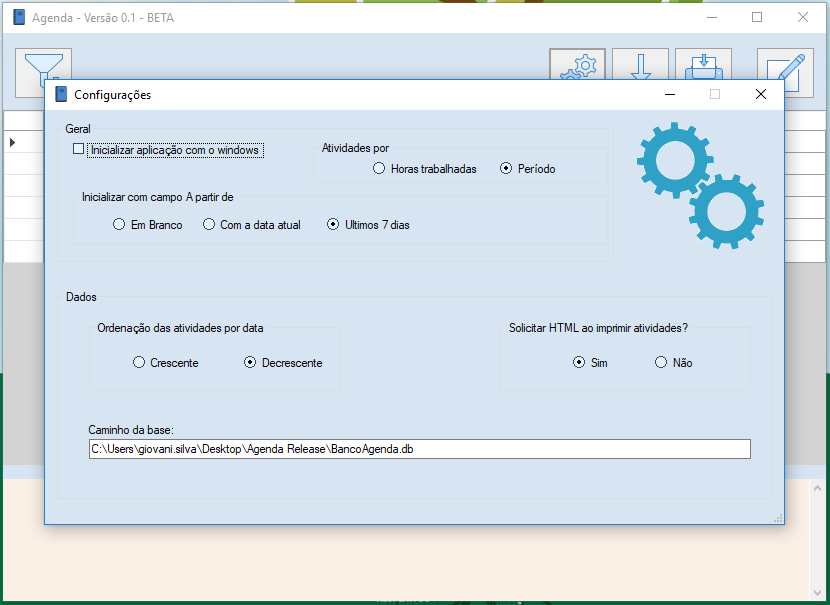 Agenda - Versão 0.1 - BETA
Configurações
Geral
Inicializar aplicação com o windows
Atividades por
Horas trabalhadas
Período
Inicializar com campo A partir de
Em Branco
Com a data atual
Ultimos 7 dias
Dados
Ordenação das atividades por data
Crescente
Decrescente
Solicitar HTML ao imprimir atividades?
Sim
Não
Caminho da base:
C:\Users\giovani.silva\Desktop\Agenda Release\BancoAgenda.db